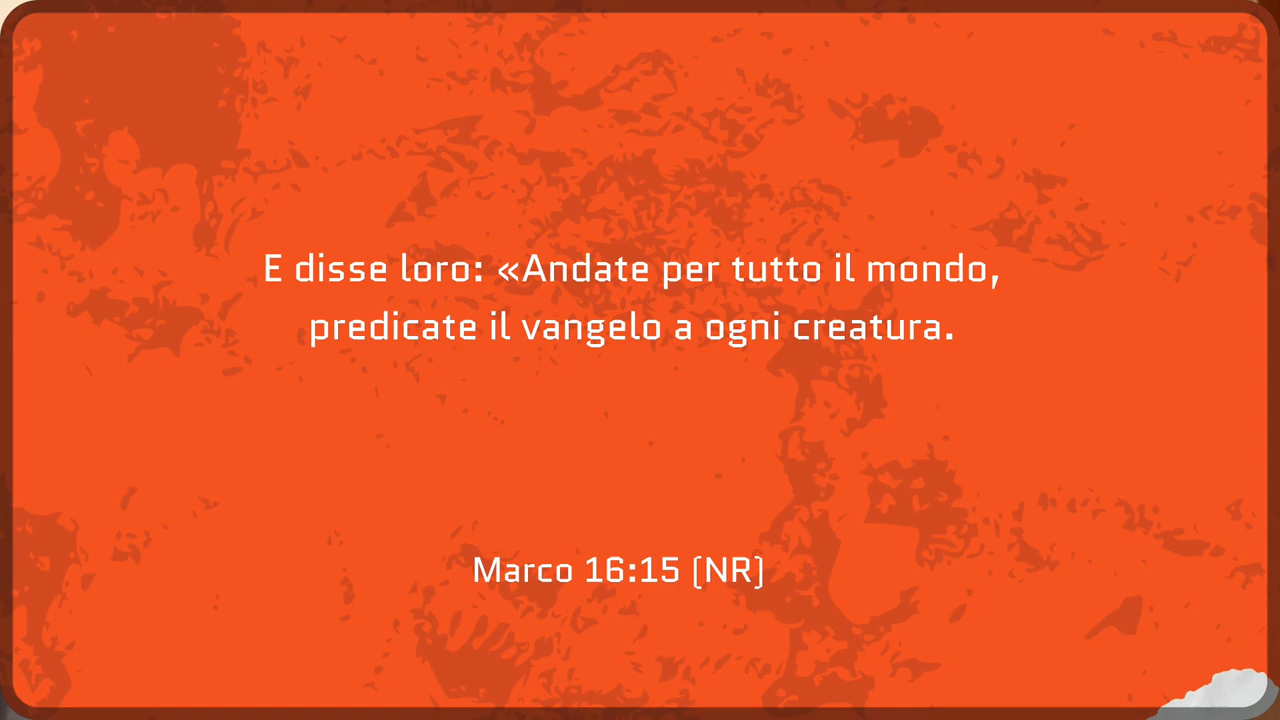 E disse loro: «Andate per tutto il mondo,
predicate il vangelo a ogni creatura.
Marco 16:15 (NR)